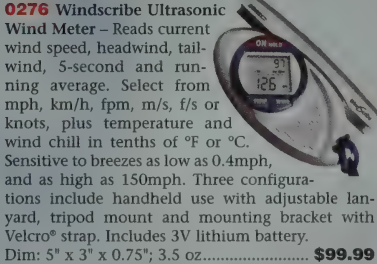 0276 Windscribe Ultrasonic
Wind Meter – Reads current
wind speed, headwind, tail-
wind, 5-second and run-
ning average. Select from
mph, km/h, fpm, m/s, f/s or
knots, plus temperature and
wind chill in tenths of °F or °C.
Sensitive to breezes as low as 0.4mph,
and as high as 150mph. Three configura-
tions include handheld use with adjustable lan-
yard, tripod mount and mounting bracket with
Velcro® strap. Includes 3V lithium battery.
Dim: 5" x 3" x 0.75"; 3.5 oz........................ $99.99